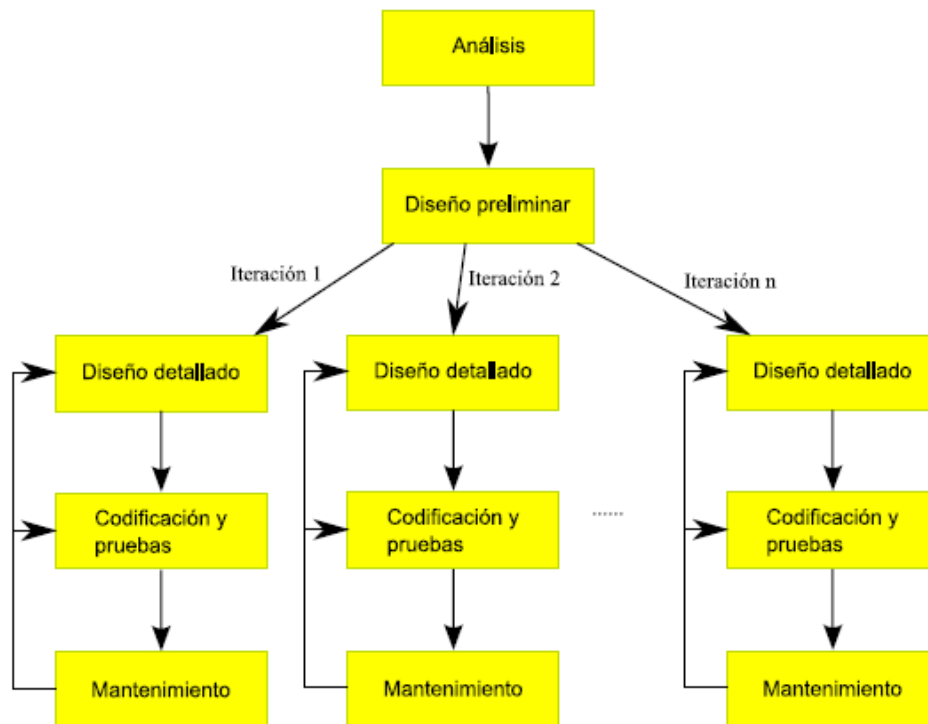 Análisis
Diseño preliminar
Iteración 1
Iteración 2
Iteración n
Diseño detallado
Diseño detallado
Diseño detallado
Codificación y
pruebas
Codificación y
pruebas
......
Codificación y
pruebas
Mantenimiento
Mantenimiento
Mantenimiento